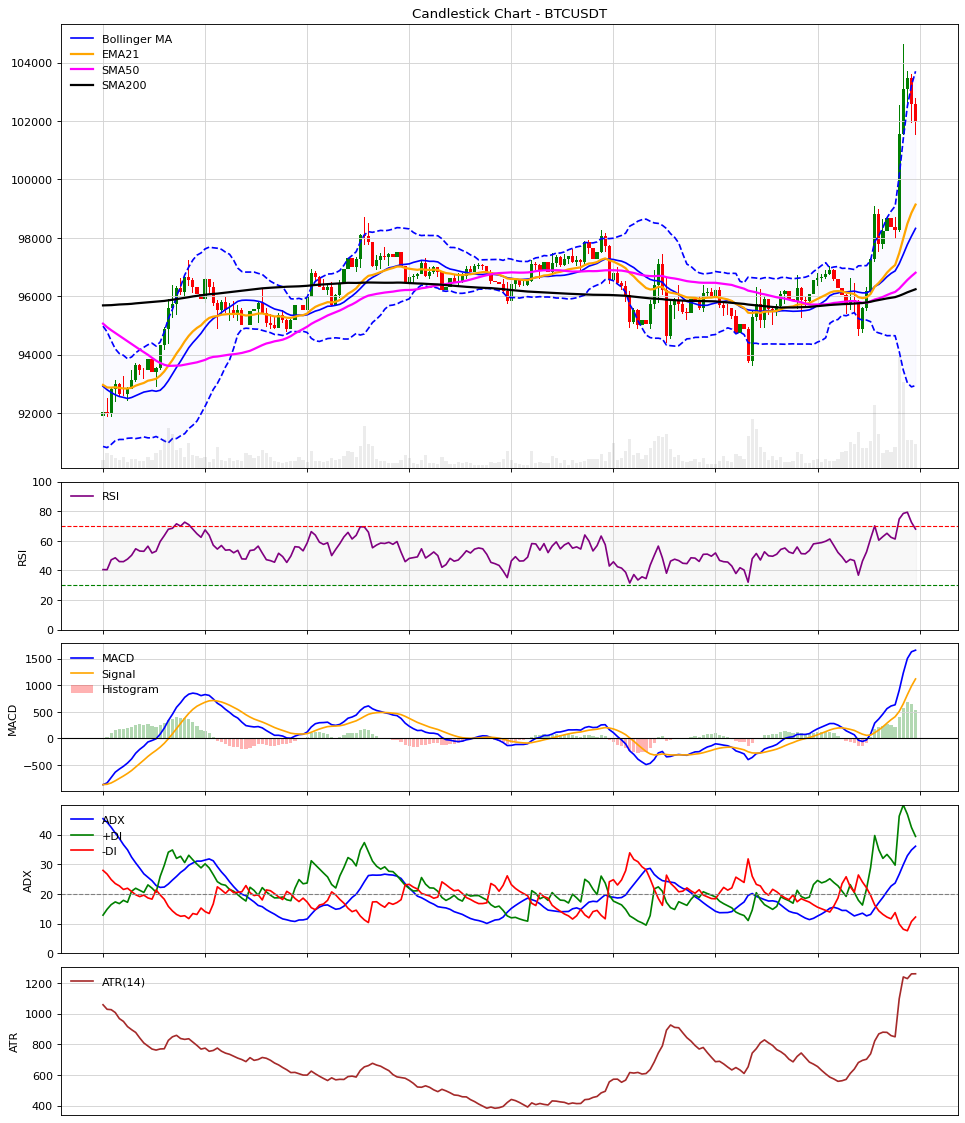 Candlestick Chart - BTCUSDT
Bollinger MA
EMA21
SMA50
SMA200
104000
102000
100000
98000
96000
94000
92000
RSI
100
80
60
40
20
0
RSI
MACD
Signal
Histogram
1500
1000
500
0
−500
MACD
ADX
+DI
-DI
40
30
20
10
0
ADX
ATR(14)
1200
1000
800
600
400
ATR